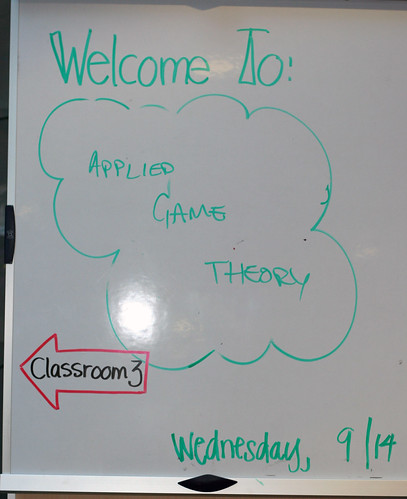 Welcome To:
APPLIED
GAME
THEORY
Classroom 3
Wednesday, 9/14